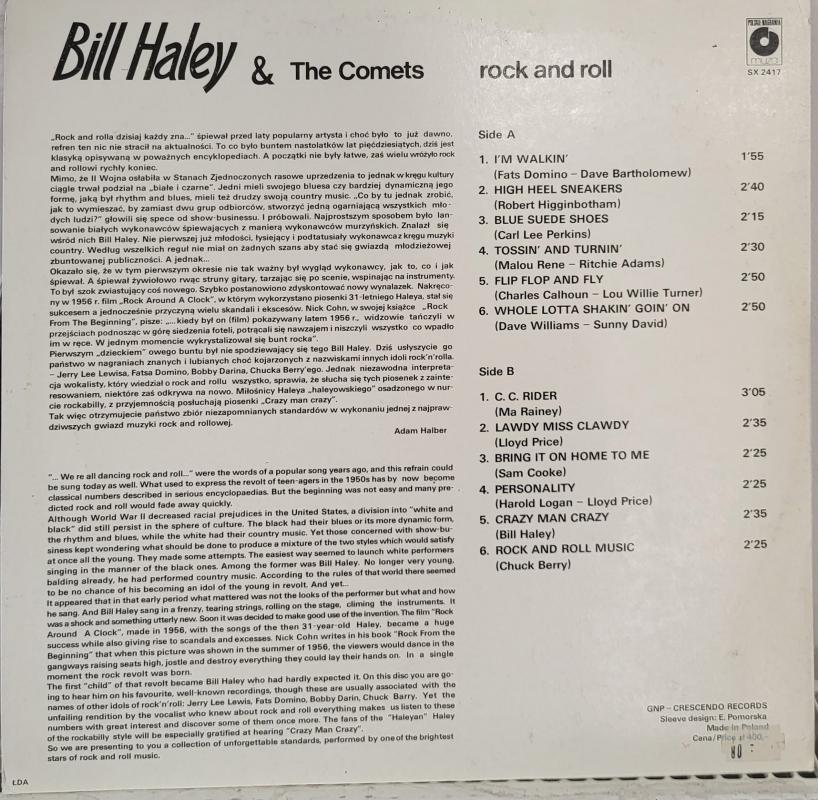 Bill Haley & The Comets
rock and roll
POLSKIE NAGRANIA
muza
SX 2417
„Rock and rolla dzisiaj każdy zna...” śpiewał przed laty popularny artysta i choć było to już dawno,
refren ten nic nie stracił na aktualności. To co było buntem nastolatków lat pięćdziesiątych, dziś jest
klasyką opisywaną w poważnych encyklopediach. A początki nie były łatwe, zaś wielu wróżyło rock
and rollowi rychły koniec.
Mimo, że II Wojna osłabiła w Stanach Zjednoczonych rasowe uprzedzenia to jednak w kręgu kultury
ciągle trwał podział na „białe i czarne”. Jedni mieli swojego bluesa czy bardziej dynamiczną jego
formę, jaką był rhythm and blues, mieli też drudzy swoją country music. „Co by tu jednak zrobić,
jak to wymieszać, by zamiast dwu grup odbiorców, stworzyć jedną ogarniającą wszystkich mło-
dych ludzi?” głowili się spece od show-businessu. I próbowali. Najprostszym sposobem było lan-
sowanie białych wykonawców śpiewających z manierą wykonawców murzyńskich. Znalazł się
wśród nich Bill Haley. Nie pierwszej już młodości, łysiejący i podtatusiały wykonawca z kręgu muzyki
country. Według wszelkich reguł nie miał on żadnych szans aby stać się gwiazdą młodzieżowej
zbuntowanej publiczności. A jednak...
Okazało się, że w tym pierwszym okresie nie tak ważny był wygląd wykonawcy, jak to, co i jak
śpiewał. A śpiewał żywiołowo rwąc struny gitary, tarzając się po scenie, wspinając na instrumenty.
To był szok zwiastujący coś nowego. Szybko postanowiono zdyskontować nowy wynalazek. Nakręco-
ny w 1956 r. film „Rock Around A Clock”, w którym wykorzystano piosenki 31-letniego Haleya, stał się
sukcesem a jednocześnie przyczyną wielu skandali i ekscesów. Nick Cohn, w swojej książce „Rock
From The Beginning”, pisze: „....kiedy był on (film) pokazywany latem 1956 r., widzowie tańczyli w
przejściach podnosząc w górę siedzenia foteli, potrącali się nawzajem i niszczyli wszystko co wpadło
im w ręce. W jednym momencie wykrystalizował się bunt rocka”.
Pierwszym „dzieckiem” owego buntu był nie spodziewający się tego Bill Haley. Dziś usłyszycie go
państwo w nagraniach znanych i lubianych choć kojarzonych z nazwiskami innych idoli rock'n'rolla.
– Jerry Lee Lewisa, Fatsa Domino, Bobby Darina, Chucka Berry'ego. Jednak niezawodna interpreta-
cja wokalisty, który wiedział o rock and rollu wszystko, sprawia, że słucha się tych piosenek z zainte-
resowaniem, niektóre zaś odkrywa na nowo. Miłośnicy Haleya „haleyowskiego” osadzonego w nur-
cie rockabilly, z przyjemnością posłuchają piosenki „Crazy man crazy”.
Tak więc otrzymujecie państwo zbiór niezapomnianych standardów w wykonaniu jednej z najpraw-
dziwszych gwiazd muzyki rock and rollowej.
Adam Halber
“... We re all dancing rock and roll...” were the words of a popular song years ago, and this refrain could
be sung today as well. What used to express the revolt of teen-agers in the 1950s has by now become
classical numbers described in serious encyclopaedias. But the beginning was not easy and many pre-
dicted rock and roll would fade away quickly.
Although World War II decreased racial prejudices in the United States, a division into “white and
black” did still persist in the sphere of culture. The black had their blues or its more dynamic form,
the rhythm and blues, while the white had their country music. Yet those concerned with show-bu-
siness kept wondering what should be done to produce a mixture of the two styles which would satisfy
at once all the young. They made some attempts. The easiest way seemed to launch white performers
singing in the manner of the black ones. Among the former was Bill Haley. No longer very young,
balding already, he had performed country music. According to the rules of that world there seemed
to be no chance of his becoming an idol of the young in revolt. And yet...
It appeared that in that early period what mattered was not the looks of the performer but what and how
he sang. And Bill Haley sang in a frenzy, tearing strings, rolling on the stage, climing the instruments. It
was a shock and something utterly new. Soon it was decided to make good use of the invention. The film “Rock
Around A Clock”, made in 1956, with the songs of the then 31-year-old Haley, became a huge
success while also giving rise to scandals and excesses. Nick Cohn writes in his book “Rock From the
Beginning” that when this picture was shown in the summer of 1956, the viewers would dance in the
gangways raising seats high, jostle and destroy everything they could lay their hands on. In a single
moment the rock revolt was born.
The first “child” of that revolt became Bill Haley who had hardly expected it. On this disc you are go-
ing to hear him on his favourite, well-known recordings, though these are usually associated with the
names of other idols of rock'n'roll: Jerry Lee Lewis, Fats Domino, Bobby Darin, Chuck Barry. Yet the
unfailing rendition by the vocalist who knew about rock and roll everything makes us listen to these
numbers with great interest and discover some of them once more. The fans of the “Haleyan” Haley
of the rockabilly style will be especially gratified at hearing “Crazy Man Crazy”.
So we are presenting to you a collection of unforgettable standards, performed by one of the brightest
stars of rock and roll music.
ŁDA
Side A
1. I'M WALKIN' 1'55
(Fats Domino – Dave Bartholomew)
2. HIGH HEEL SNEAKERS 2'40
(Robert Higginbotham)
3. BLUE SUEDE SHOES 2'15
(Carl Lee Perkins)
4. TOSSIN' AND TURNIN' 2'30
(Malou Rene – Ritchie Adams)
5. FLIP FLOP AND FLY 2'50
(Charles Calhoun – Lou Willie Turner)
6. WHOLE LOTTA SHAKIN' GOIN' ON 2'50
(Dave Williams – Sunny David)
Side B
1. C. C. RIDER 3'05
(Ma Rainey)
2. LAWDY MISS CLAWDY 2'35
(Lloyd Price)
3. BRING IT ON HOME TO ME 2'25
(Sam Cooke)
4. PERSONALITY 2'25
(Harold Logan – Lloyd Price)
5. CRAZY MAN CRAZY 2'35
(Bill Haley)
6. ROCK AND ROLL MUSIC 2'25
(Chuck Berry)
GNP – CRESCENDO RECORDS
Sleeve design: E. Pomorska
Made in Poland
Cena/Price zł 400,-
80